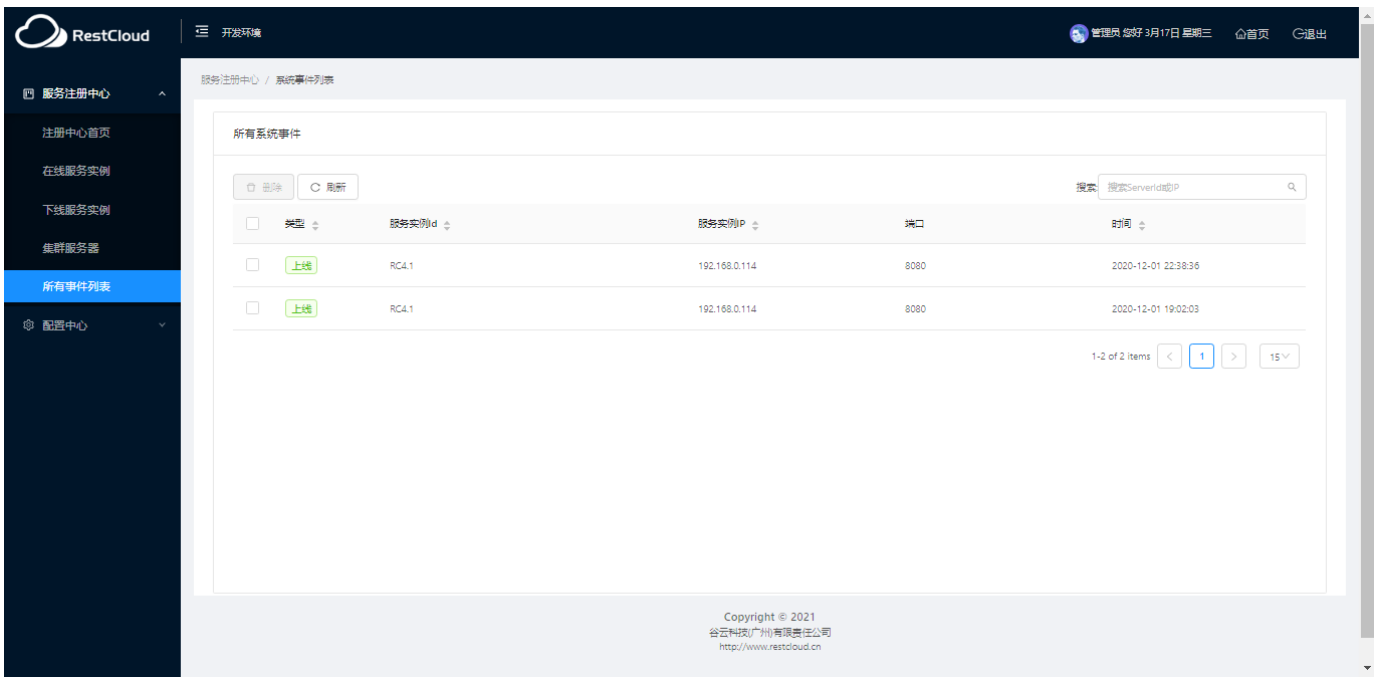 RestCloud
开发环境
管理员 您好 3月17日 星期三
首页
退出
服务注册中心
注册中心首页
在线服务实例
下线服务实例
集群服务器
所有事件列表
配置中心
服务注册中心 / 系统事件列表
所有系统事件
删除
刷新
搜索:
搜索ServerId或IP
类型 服务实例Id 服务实例IP 端口 时间
上线 RC4.1 192.168.0.114 8080 2020-12-01 22:38:36
上线 RC4.1 192.168.0.114 8080 2020-12-01 19:02:03
1-2 of 2 items < 1 > 15
Copyright © 2021
谷云科技(广州)有限责任公司
http://www.restcloud.cn